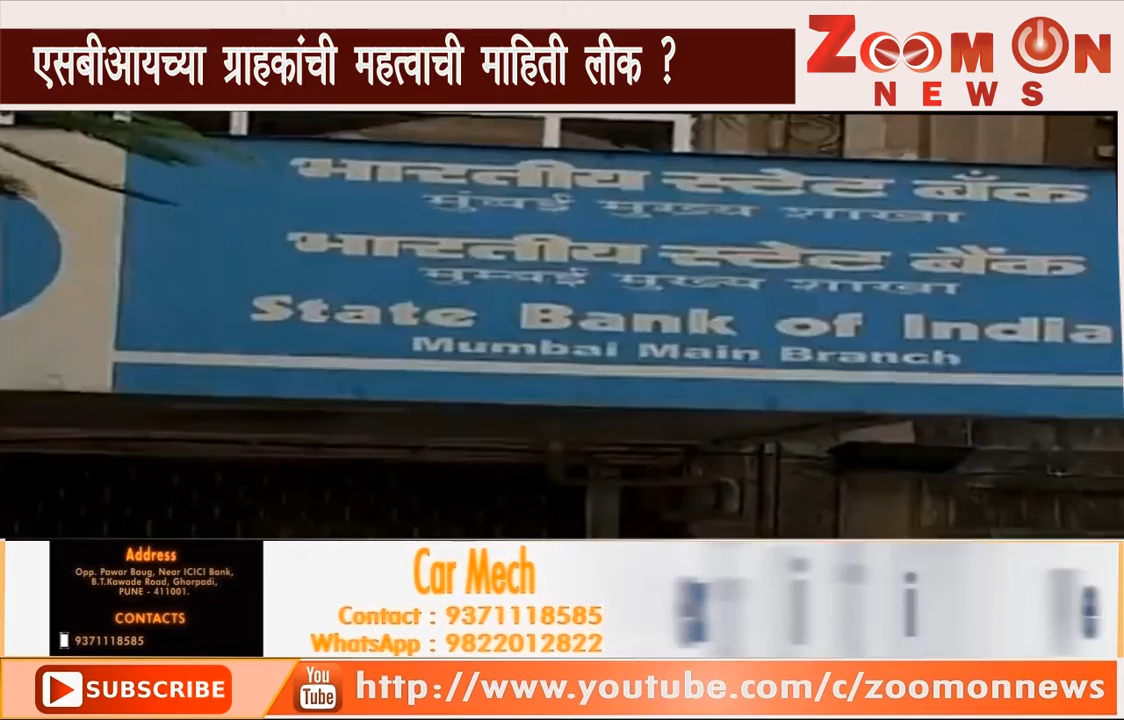 एसबीआयच्या ग्राहकांची महत्वाची माहिती लीक ?
ZOOM ON
NEWS
भारतीय स्टेट बँक
मुंबई मुख्य शाखा
भारतीय स्टेट बैंक
मुम्बई मुख्य शाखा
State Bank of India
Mumbai Main Branch
Address
Opp. Pawar Baug, Near ICICI Bank,
B.T.Kawade Road, Ghorpadi,
PUNE - 411001.
CONTACTS
9371118585
Car Mech
Contact : 9371118585
WhatsApp : 9822012822
SUBSCRIBE
You
Tube
http://www.youtube.com/c/zoomonnews